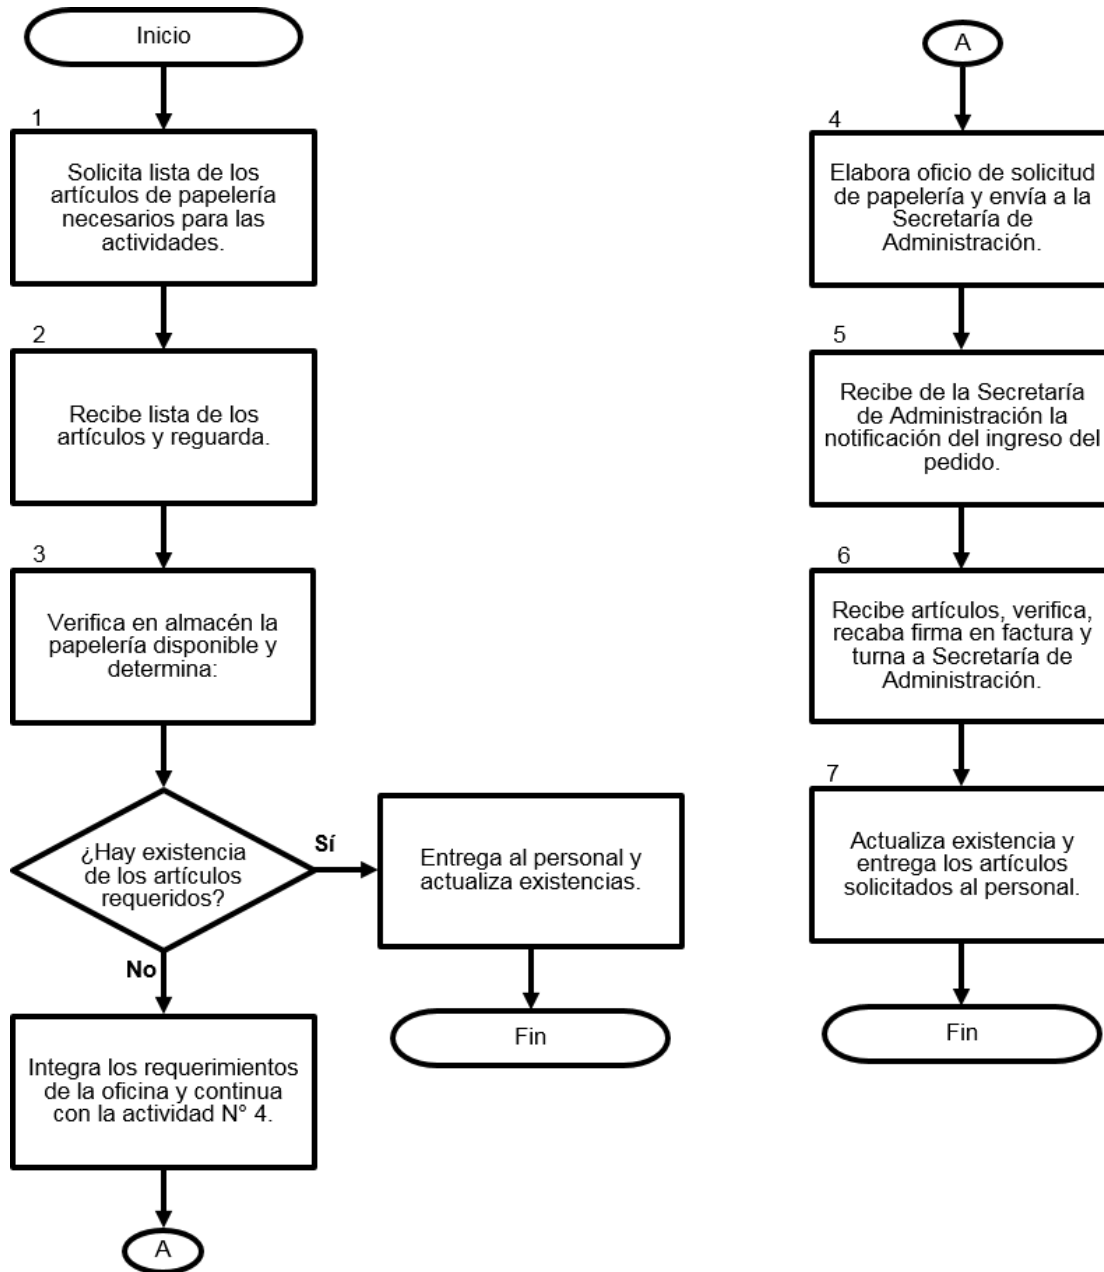 Inicio
1
Solicita lista de los
artículos de papelería
necesarios para las
actividades.
2
Recibe lista de los
artículos y reguarda.
3
Verifica en almacén la
papelería disponible y
determina:
¿Hay existencia
de los artículos
requeridos?
Sí
Entrega al personal y
actualiza existencias.
Fin
No
Integra los requerimientos
de la oficina y continua
con la actividad N° 4.
A
A
4
Elabora oficio de solicitud
de papelería y envía a la
Secretaría de
Administración.
5
Recibe de la Secretaría
de Administración la
notificación del ingreso del
pedido.
6
Recibe artículos, verifica,
recaba firma en factura y
turna a Secretaría de
Administración.
7
Actualiza existencia y
entrega los artículos
solicitados al personal.
Fin